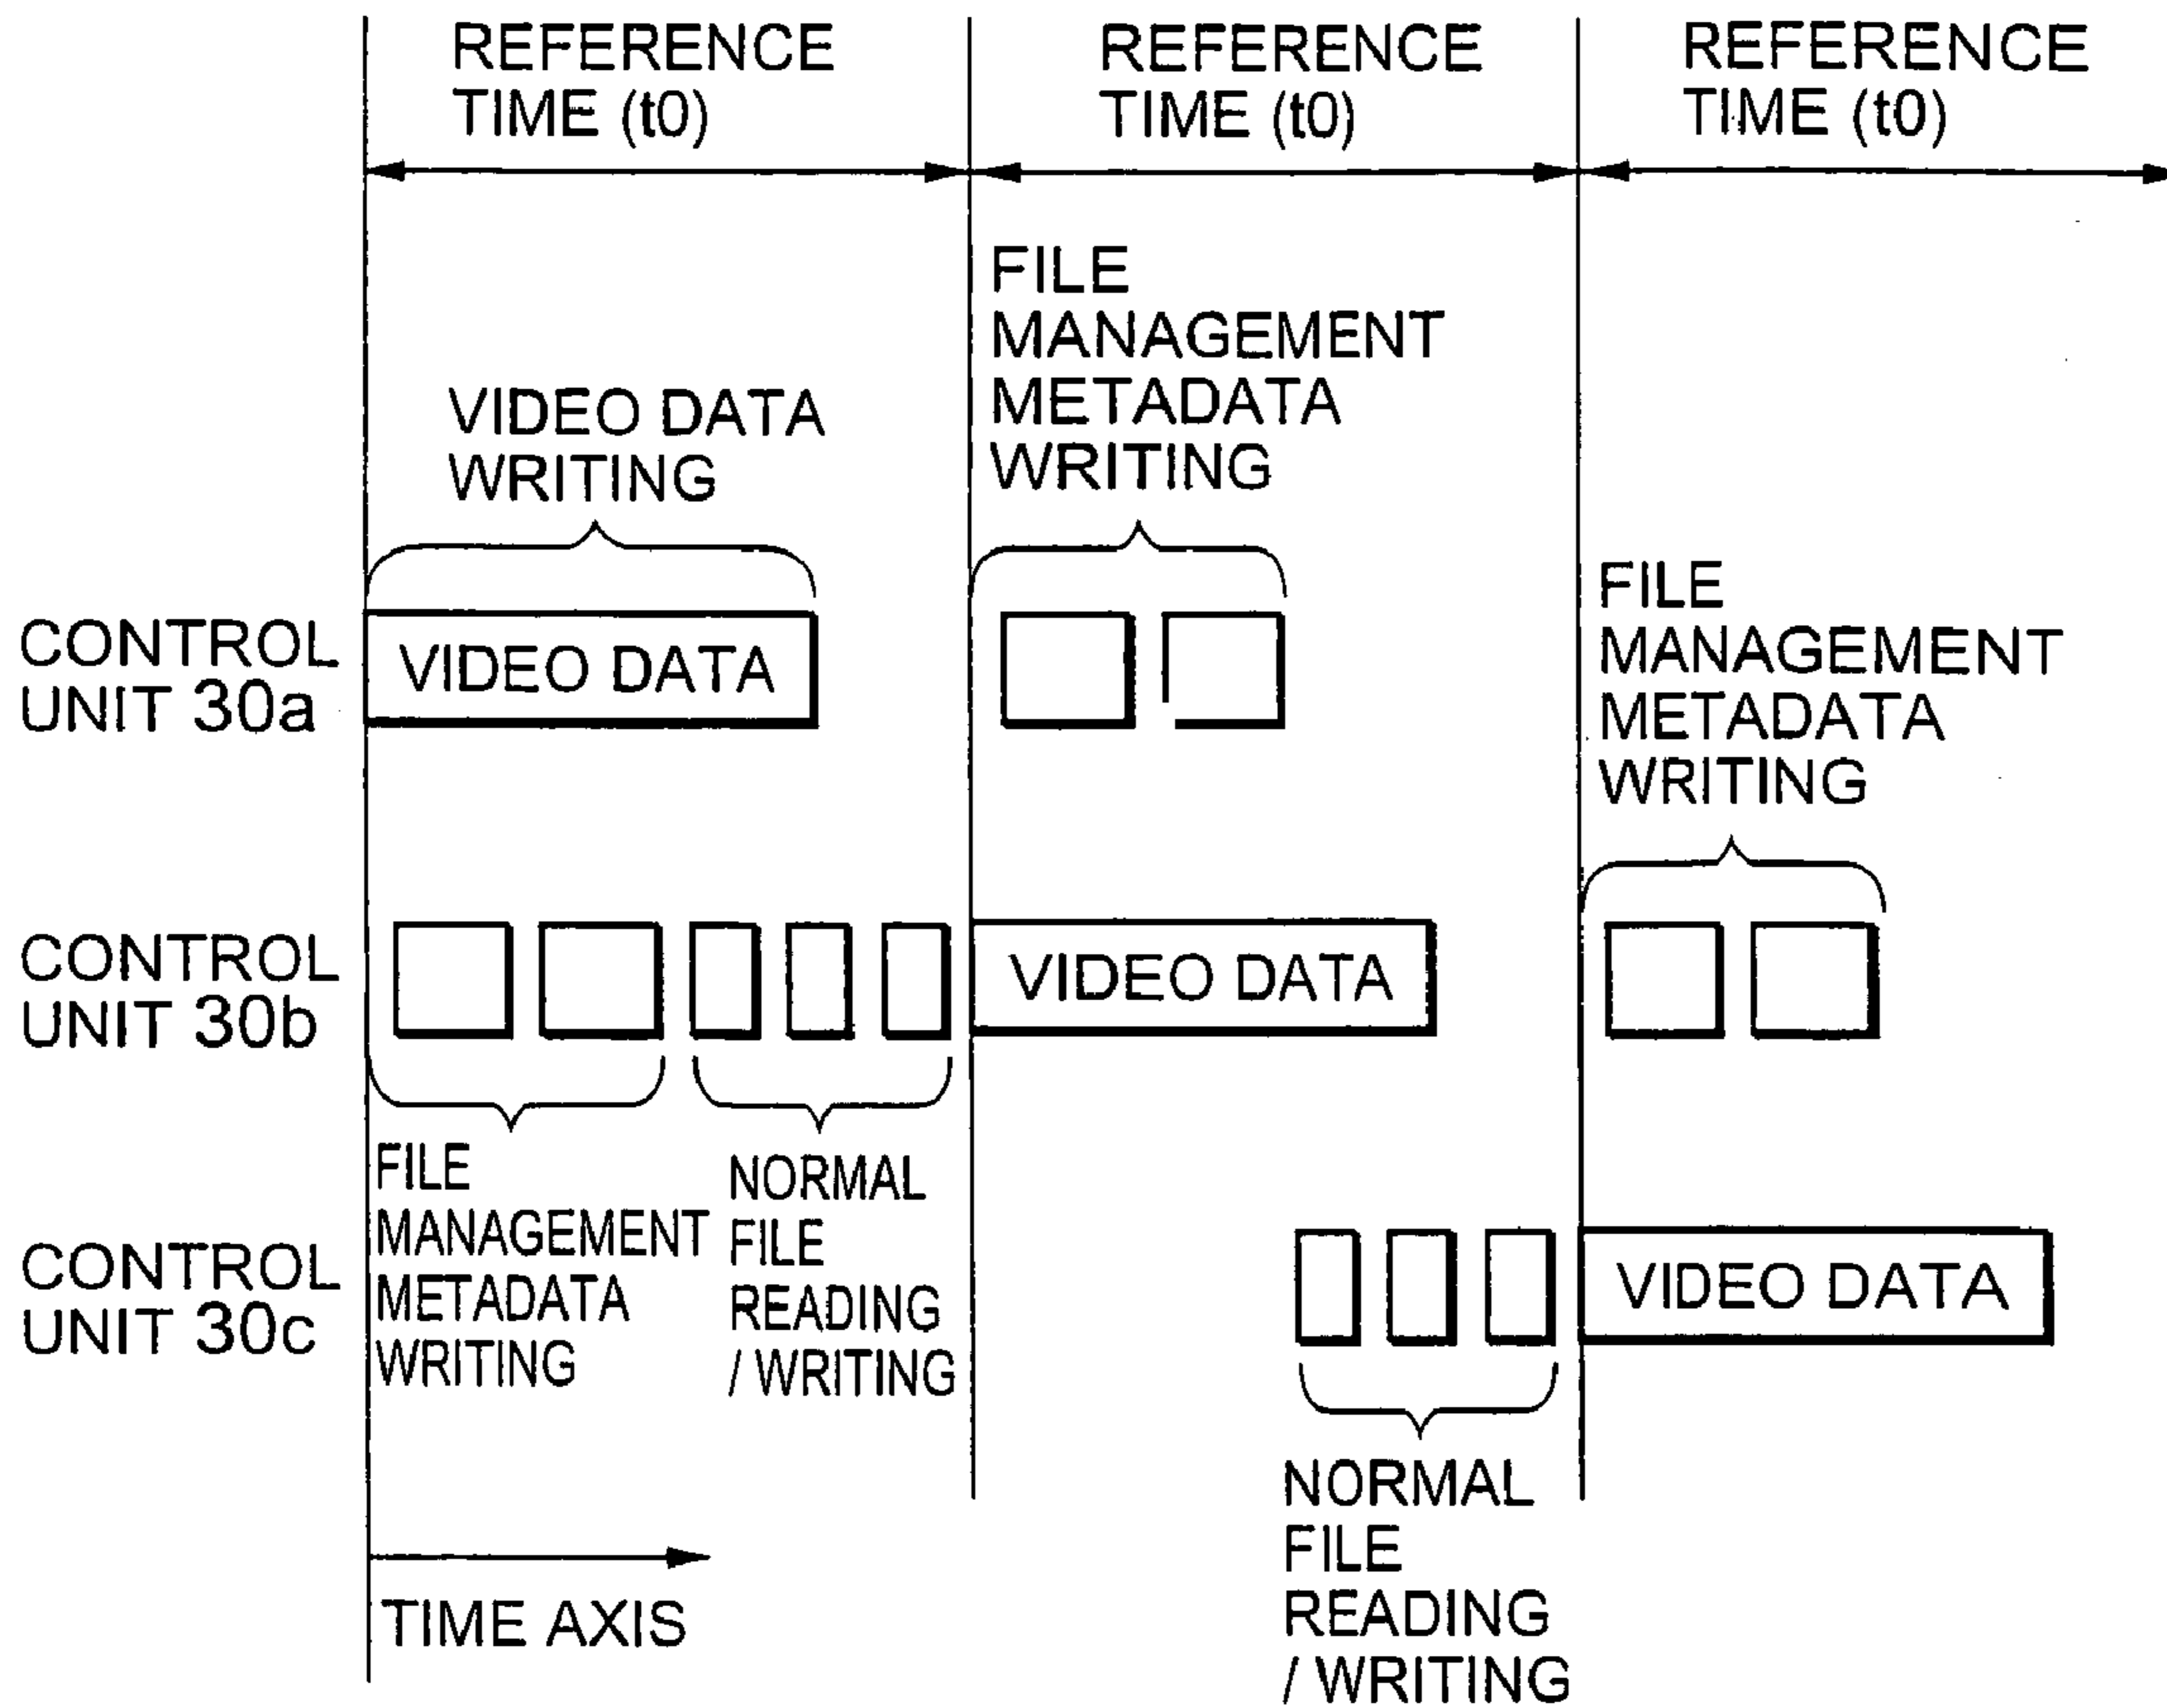 REFERENCE
TIME (t0)
REFERENCE
TIME (t0)
REFERENCE
TIME (t0)
VIDEO DATA
WRITING
FILE
MANAGEMENT
METADATA
WRITING
FILE
MANAGEMENT
METADATA
WRITING
CONTROL
UNIT 30a
VIDEO DATA
CONTROL
UNIT 30b
VIDEO DATA
FILE
MANAGEMENT
METADATA
WRITING
NORMAL
FILE
READING
/ WRITING
CONTROL
UNIT 30c
VIDEO DATA
NORMAL
FILE
READING
/ WRITING
TIME AXIS